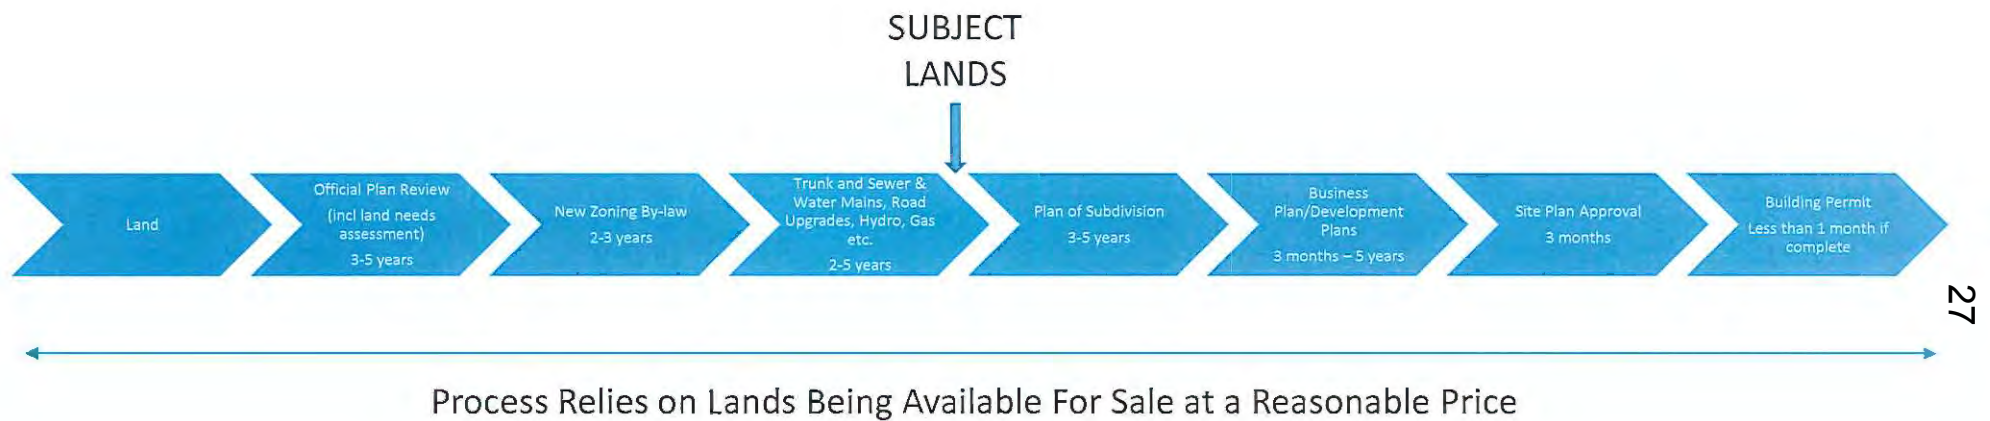 SUBJECT
LANDS
Land
Official Plan Review
(incl land needs
assessment)
3-5 years
New Zoning By-law
2-3 years
Trunk and Sewer &
Water Mains, Road
Upgrades, Hydro, Gas
etc.
2-5 years
Plan of Subdivision
3-5 years
Business
Plan/Development
Plans
3 months – 5 years
Site Plan Approval
3 months
Building Permit
Less than 1 month if
complete
27
Process Relies on Lands Being Available For Sale at a Reasonable Price